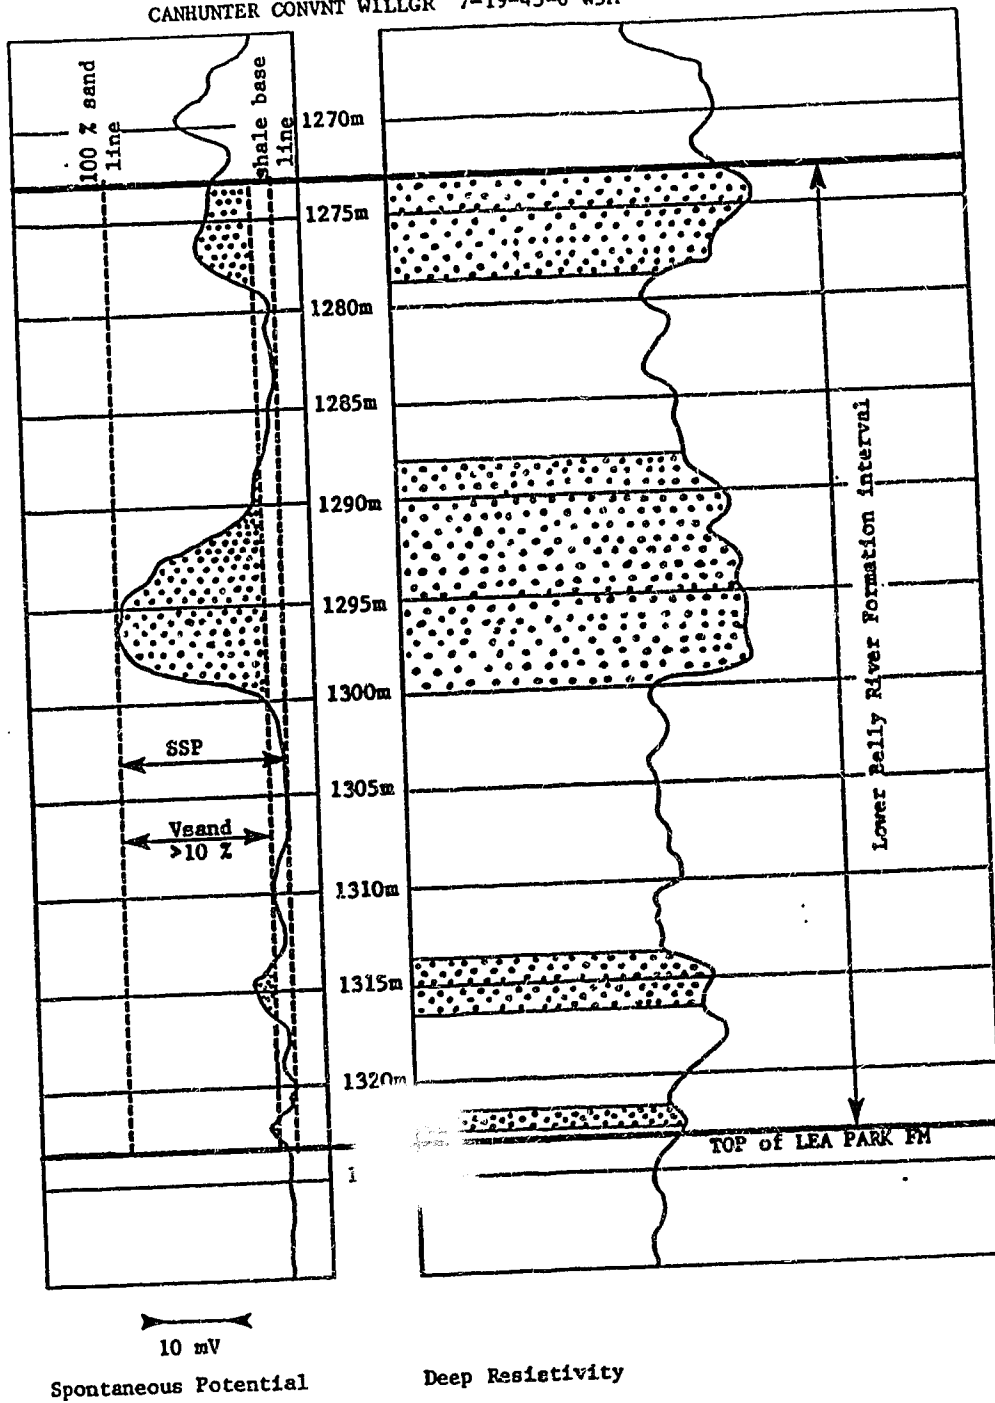 CANHUNTER CONVNT WILLGR
100 % sand
line
shale base
line
1270m
1275m
1280m
1285m
1290m
1295m
1300m
1305m
1310m
1315m
1320m
1
SSP
Vsand
>10 %
Lower Belly River Formation interval
TOP of LEA PARK FM
10 mV
Spontaneous Potential
Deep Resistivity